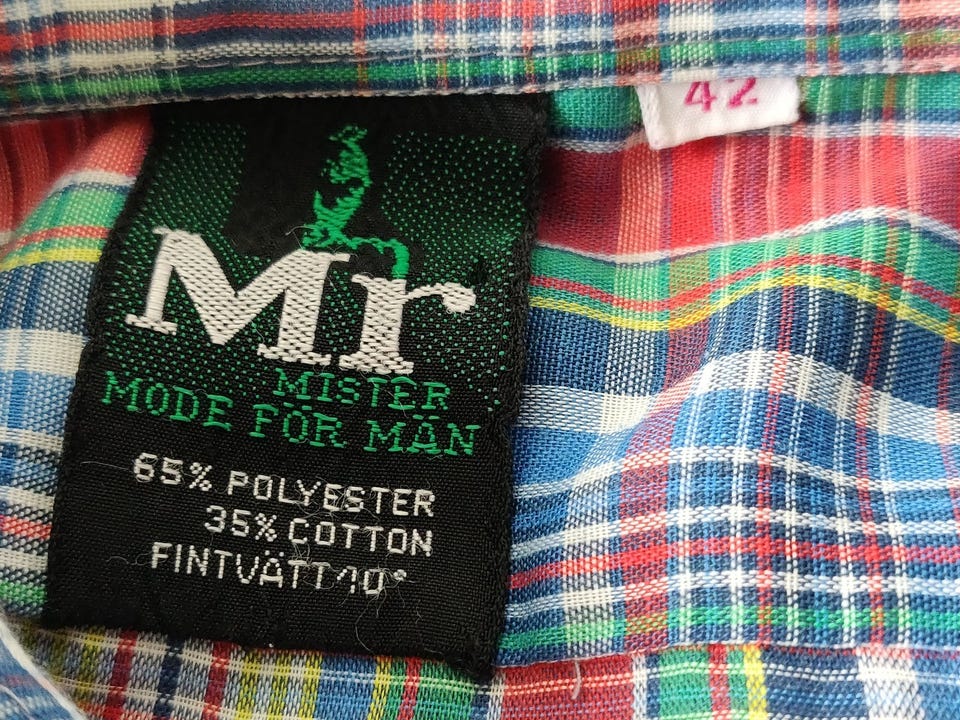 42
Mr
MISTER
MODE FÖR MÄN
65% POLYESTER
35% COTTON
FINTVÄTT 40°